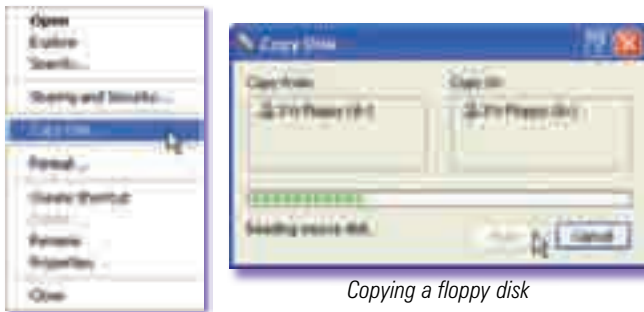 Open
Explore
Search...
Sharing and Security...
Copy Disk...
Format...
Create Shortcut
Rename
Properties
Close
Copy Disk
Copy from:
Copy to:
3½ Floppy (A:)
3½ Floppy (A:)
Reading source disk.
Start
Cancel
Copying a floppy disk